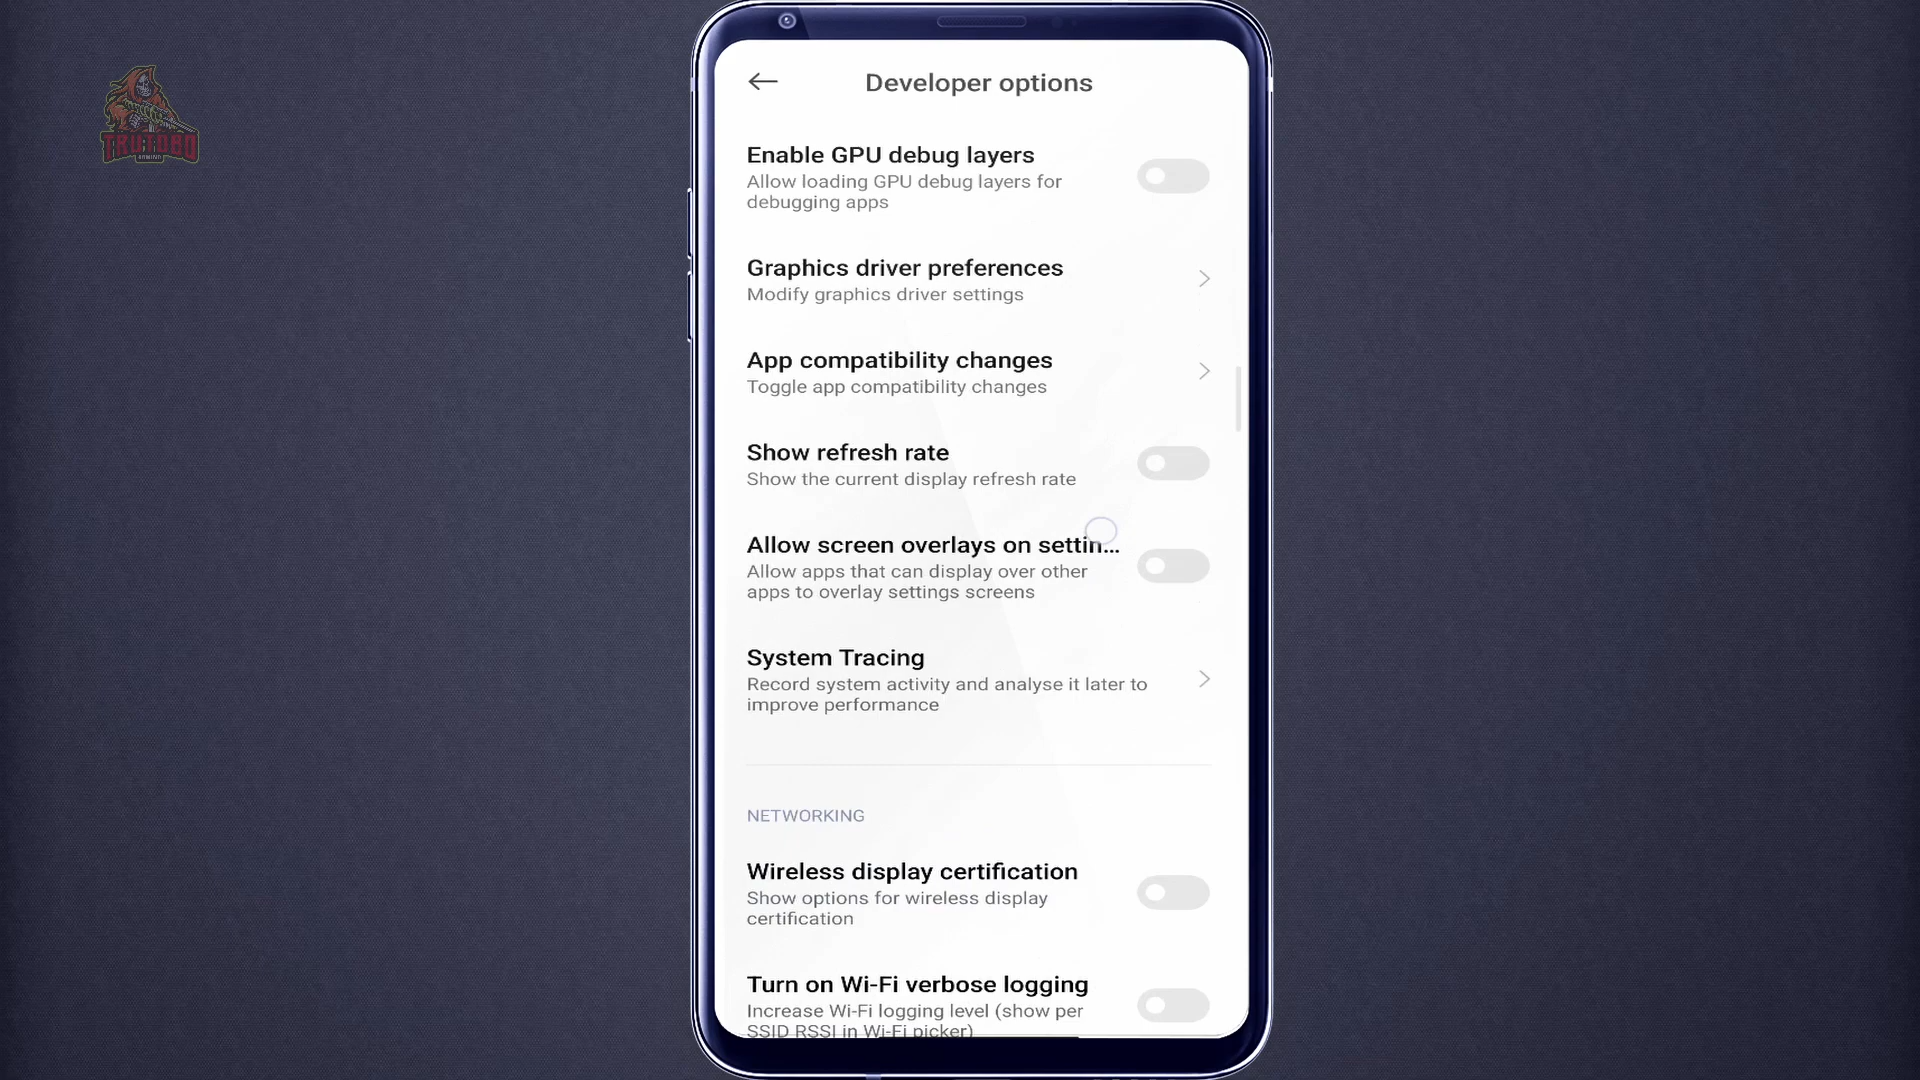 TRUTOBO
GAMING
Developer options
Enable GPU debug layers
Allow loading GPU debug layers for
debugging apps
Graphics driver preferences
Modify graphics driver settings
App compatibility changes
Toggle app compatibility changes
Show refresh rate
Show the current display refresh rate
Allow screen overlays on settin...
Allow apps that can display over other
apps to overlay settings screens
System Tracing
Record system activity and analyse it later to
improve performance
NETWORKING
Wireless display certification
Show options for wireless display
certification
Turn on Wi-Fi verbose logging
Increase Wi-Fi logging level (show per
SSID RSSI in Wi-Fi picker)